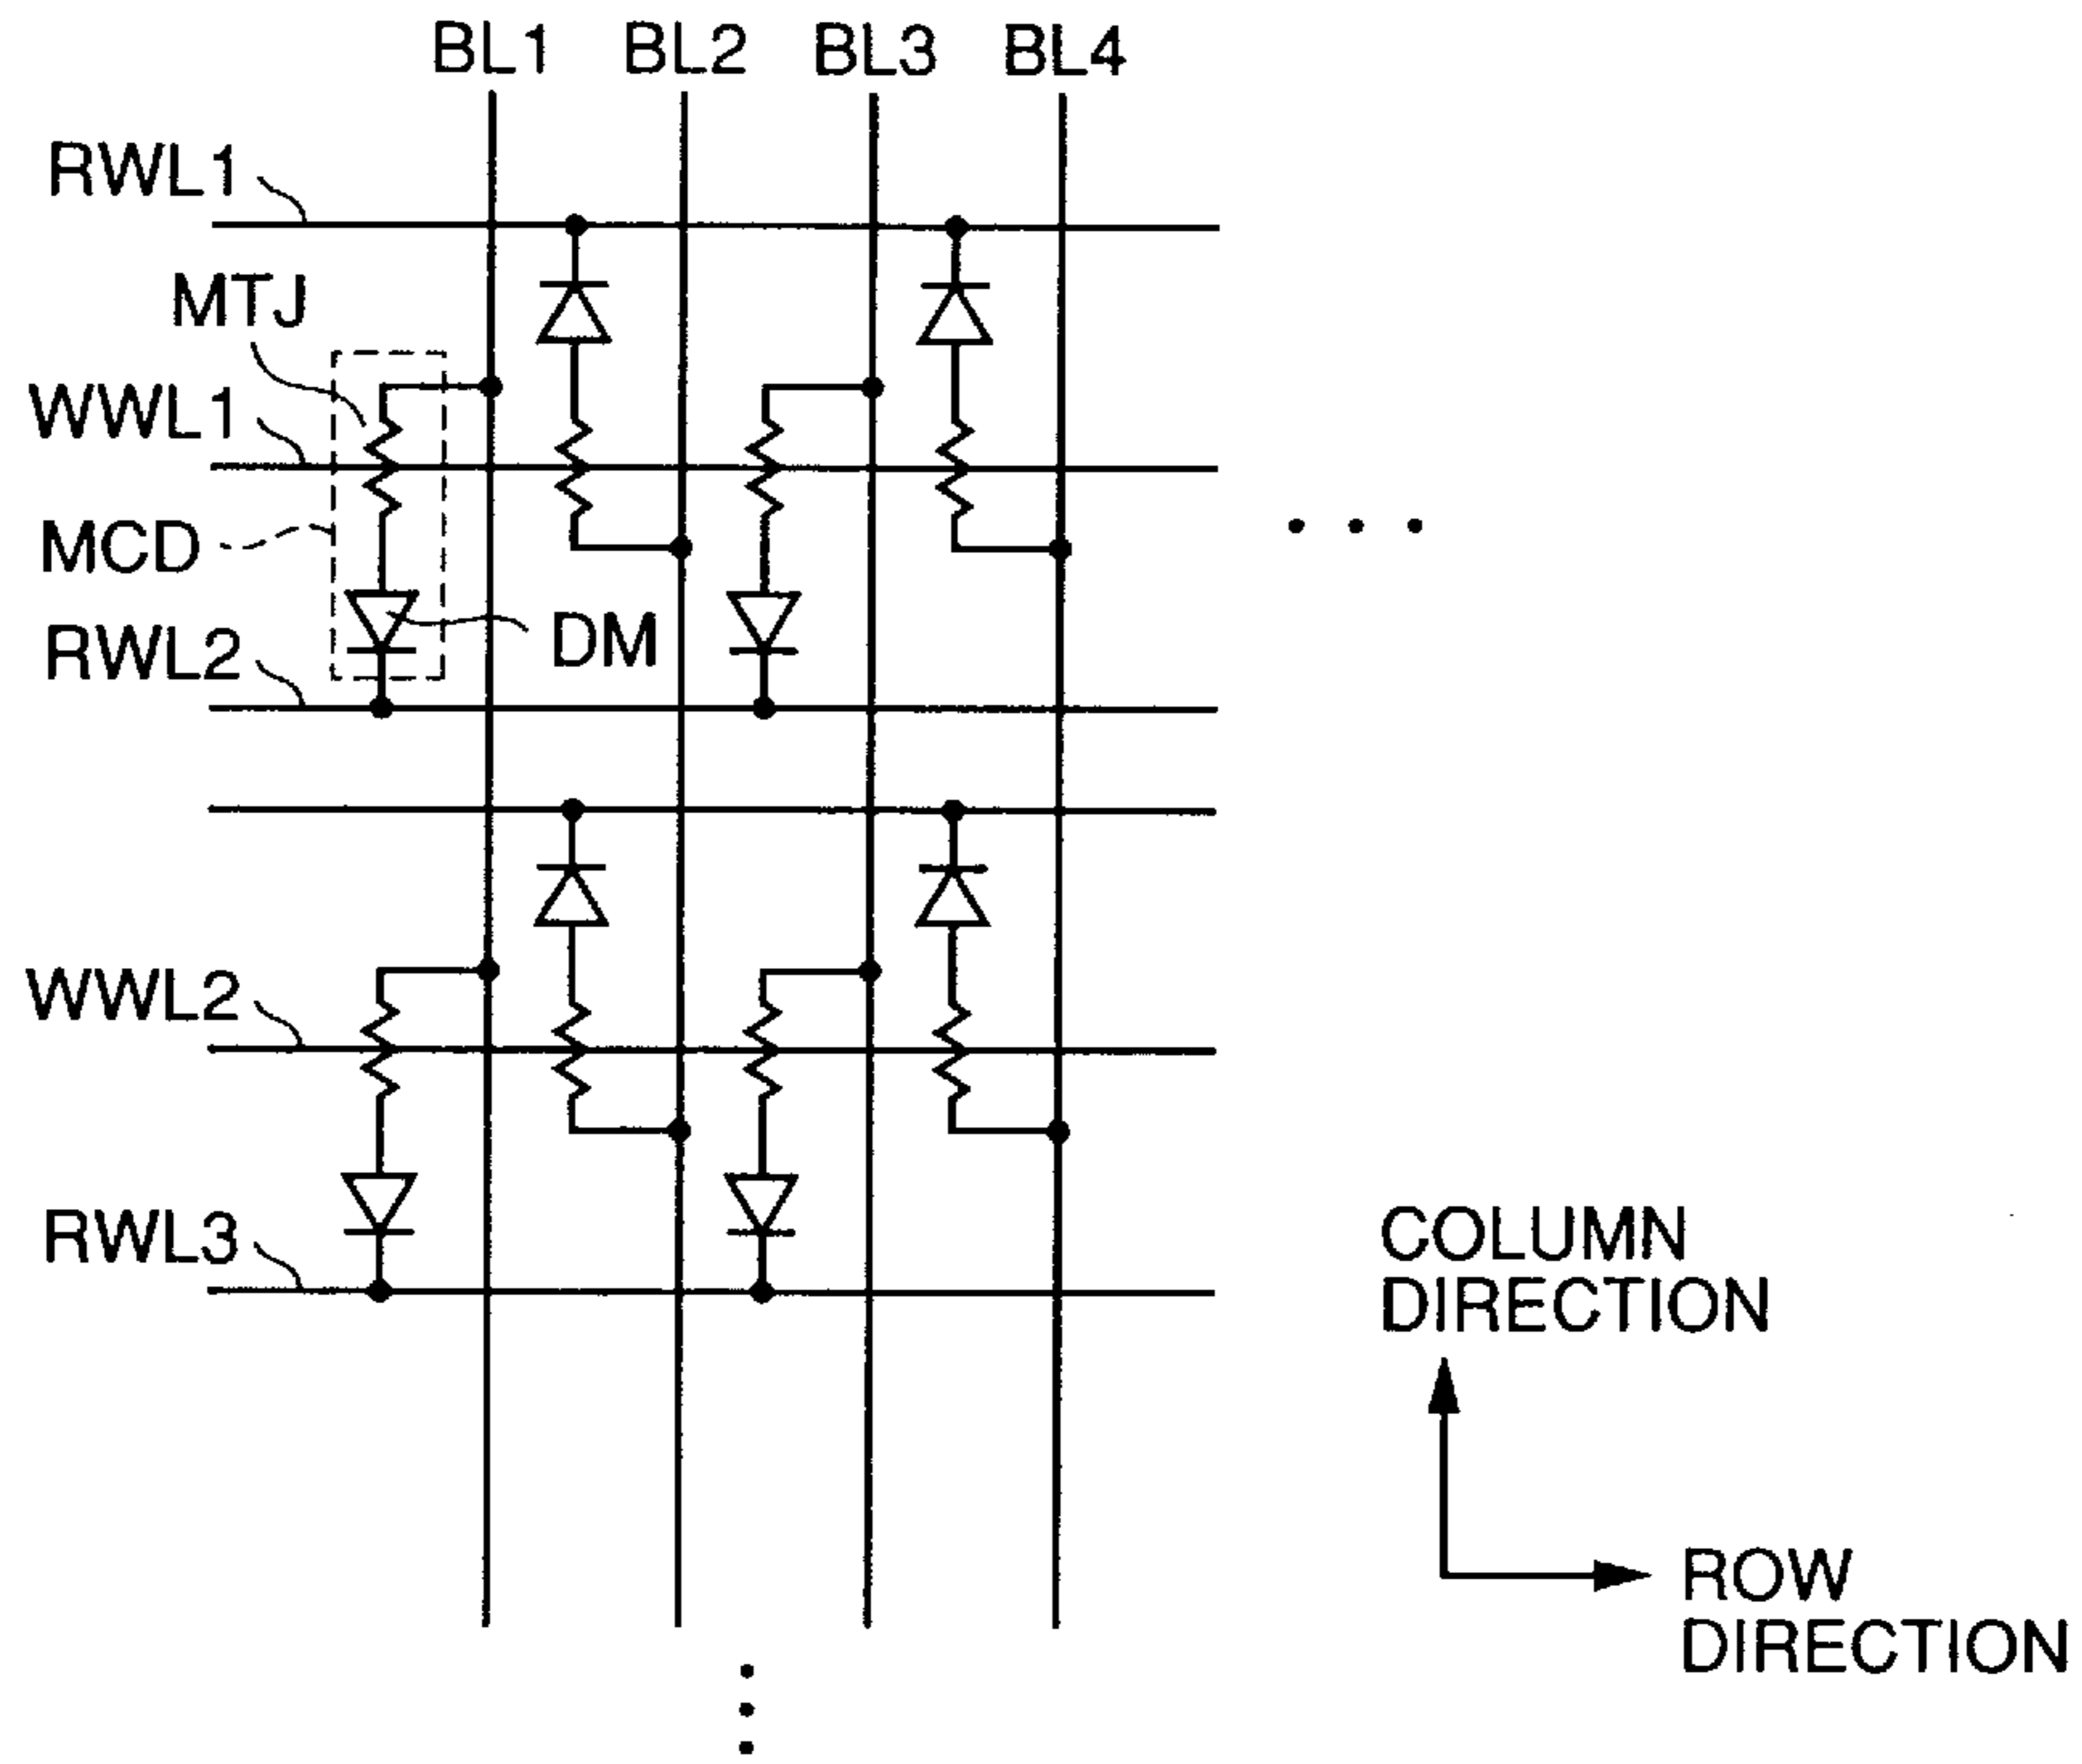 BL1 BL2 BL3 BL4
RWL1
MTJ
WWL1
MCD
DM
RWL2
WWL2
RWL3
COLUMN
DIRECTION
ROW
DIRECTION